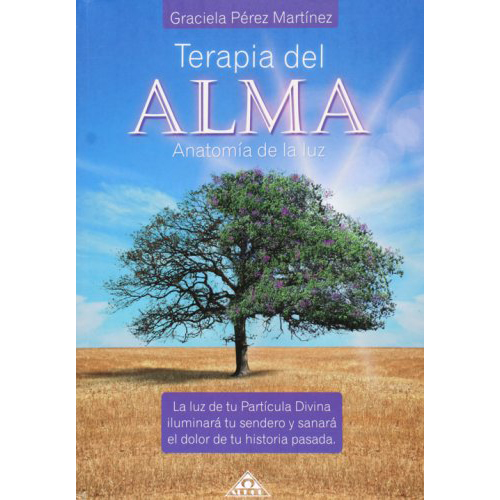 Graciela Pérez Martínez
Terapia del
ALMA
Anatomía de la luz
La luz de tu Partícula Divina
iluminará tu sendero y sanará
el dolor de tu historia pasada.